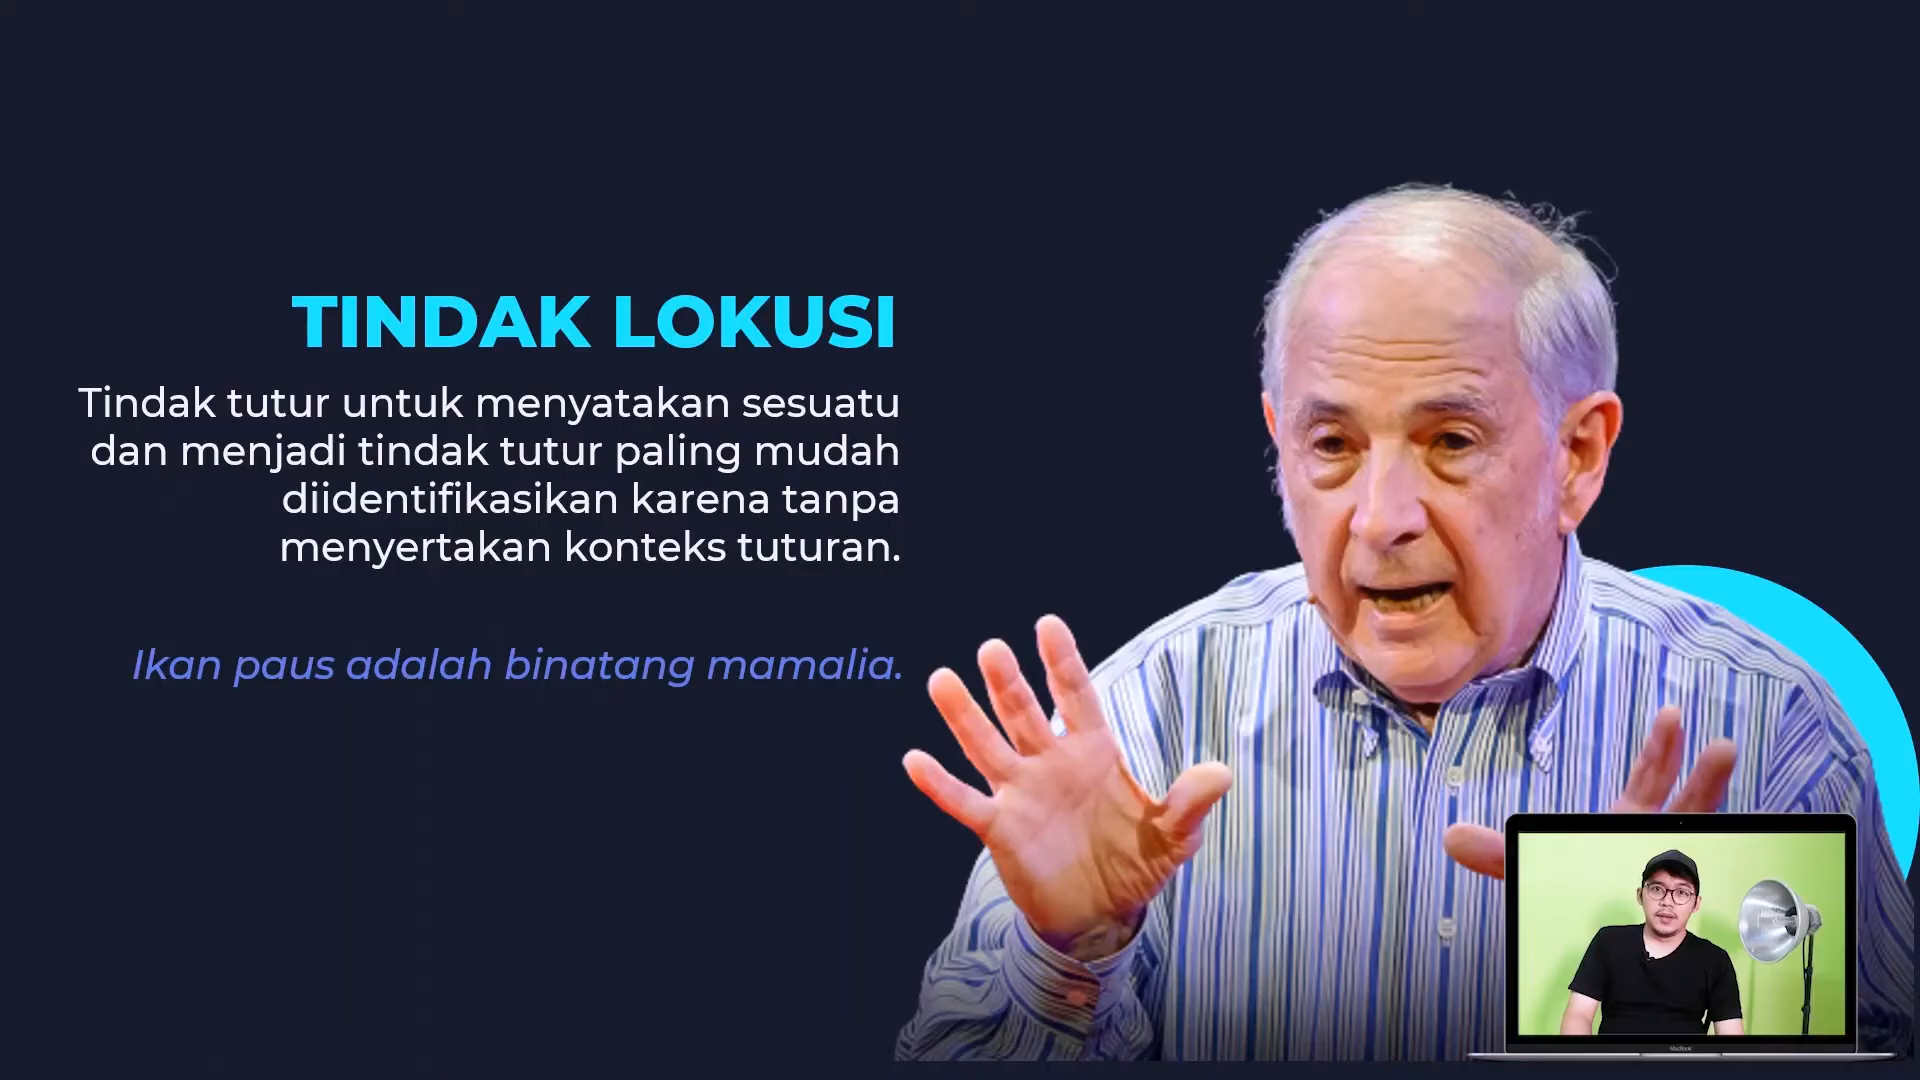 TINDAK LOKUSI
Tindak tutur untuk menyatakan sesuatu
dan menjadi tindak tutur paling mudah
diidentifikasikan karena tanpa
menyertakan konteks tuturan.
Ikan paus adalah binatang mamalia.
MacBook